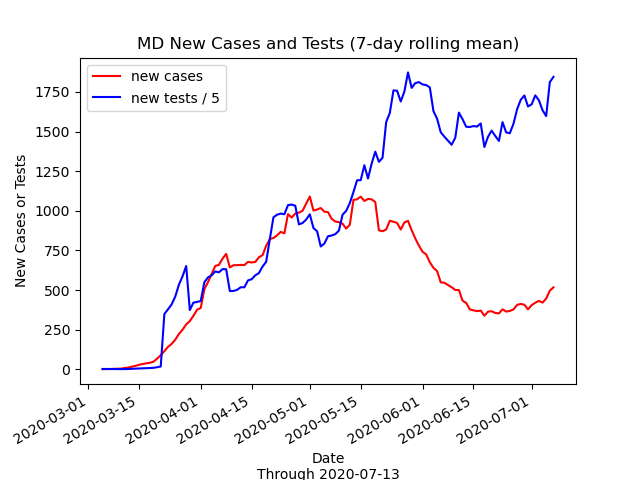 MD New Cases and Tests (7-day rolling mean)
new cases
new tests / 5
New Cases or Tests
1750
1500
1250
1000
750
500
250
0
2020-03-01
2020-03-15
2020-04-01
2020-04-15
2020-05-01
2020-05-15
2020-06-01
2020-06-15
2020-07-01
Date
Through 2020-07-13